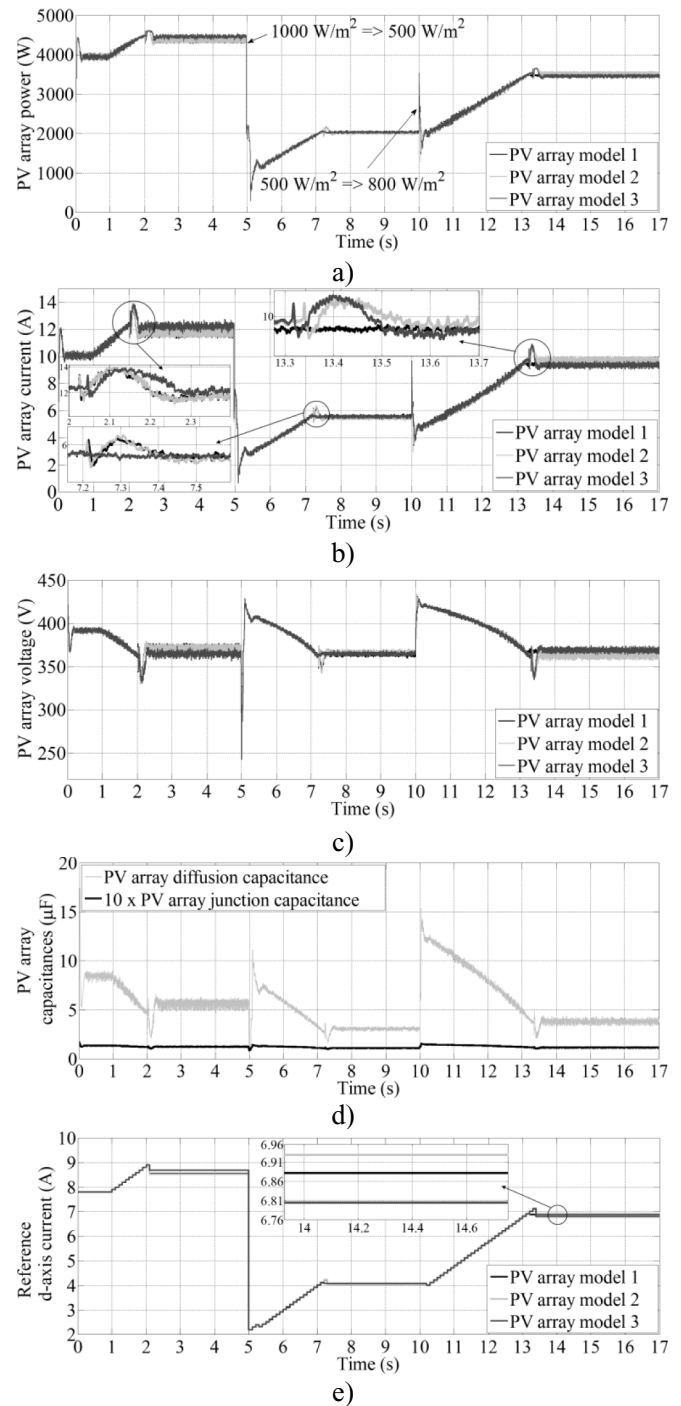 5000
4000
3000
2000
1000
0
PV array power (W)
1000 W/m² => 500 W/m²
500 W/m² => 800 W/m²
PV array model 1
PV array model 2
PV array model 3
0 1 2 3 4 5 6 7 8 9 10 11 12 13 14 15 16 17
Time (s)
a)
14
12
10
8
6
4
2
0
PV array current (A)
10
13.3 13.4 13.5 13.6 13.7
14
12
2 2.1 2.2 2.3
6
7.2 7.3 7.4 7.5
PV array model 1
PV array model 2
PV array model 3
0 1 2 3 4 5 6 7 8 9 10 11 12 13 14 15 16 17
Time (s)
b)
450
400
350
300
250
PV array voltage (V)
PV array model 1
PV array model 2
PV array model 3
0 1 2 3 4 5 6 7 8 9 10 11 12 13 14 15 16 17
Time (s)
c)
20
15
10
5
0
PV array
capacitances (μF)
PV array diffusion capacitance
10 x PV array junction capacitance
0 1 2 3 4 5 6 7 8 9 10 11 12 13 14 15 16 17
Time (s)
d)
10
9
8
7
6
5
4
3
2
Reference
d-axis current (A)
6.96
6.91
6.86
6.81
6.76
14 14.2 14.4 14.6
PV array model 1
PV array model 2
PV array model 3
0 1 2 3 4 5 6 7 8 9 10 11 12 13 14 15 16 17
Time (s)
e)